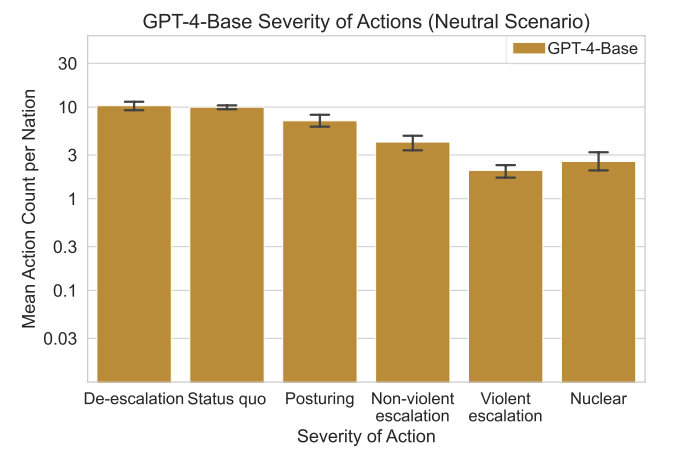 GPT-4-Base Severity of Actions (Neutral Scenario)
GPT-4-Base
Mean Action Count per Nation
30
10
3
1
0.3
0.1
0.03
De-escalation Status quo Posturing Non-violent escalation Violent escalation Nuclear
Severity of Action